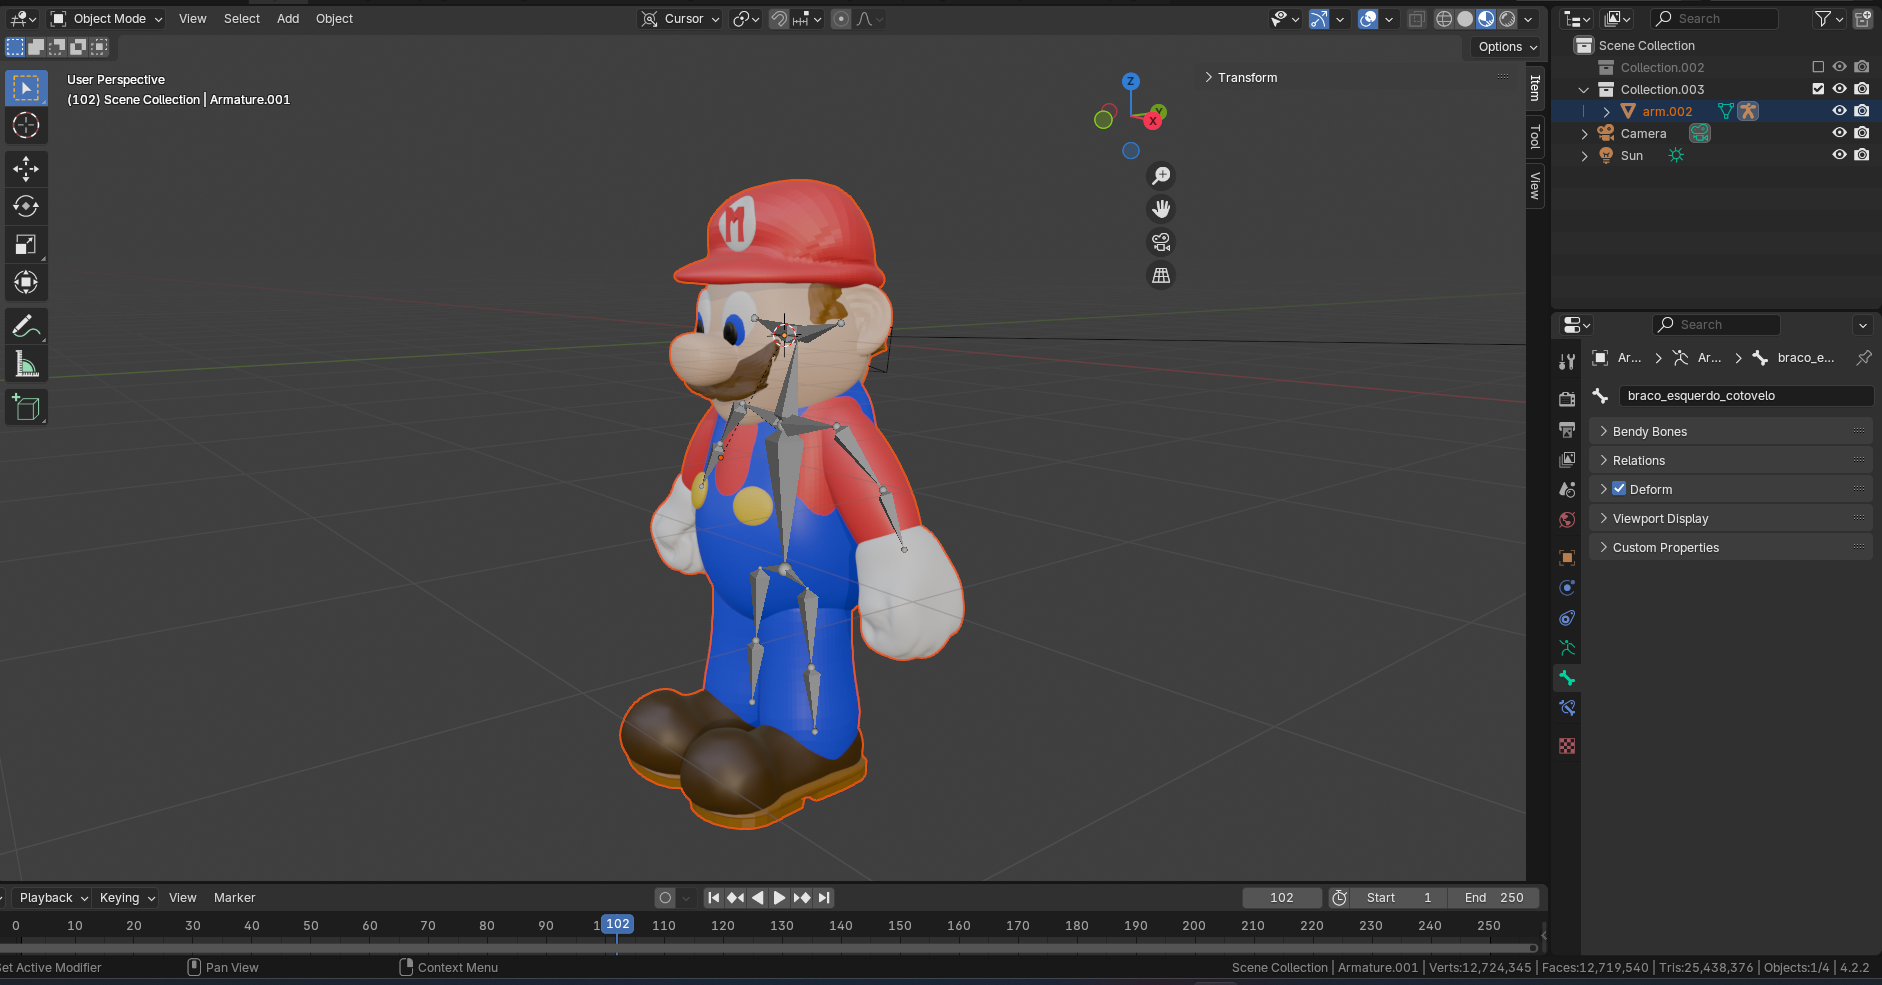 Object Mode
View
Select
Add
Object
Cursor
Search
Options
Scene Collection
Collection.002
Collection.003
arm.002
Camera
Sun
User Perspective
(102) Scene Collection | Armature.001
Transform
Z
Y
X
Item
Tool
View
M
Search
Ar...
Ar...
braco_e...
braco_esquerdo_cotovelo
Bendy Bones
Relations
Deform
Viewport Display
Custom Properties
Playback
Keying
View
Marker
102
Start 1
End 250
0 10 20 30 40 50 60 70 80 90 102 110 120 130 140 150 160 170 180 190 200 210 220 230 240 250
et Active Modifier
Pan View
Context Menu
Scene Collection | Armature.001 | Verts:12,724,345 | Faces:12,719,540 | Tris:25,438,376 | Objects:1/4 | 4.2.2